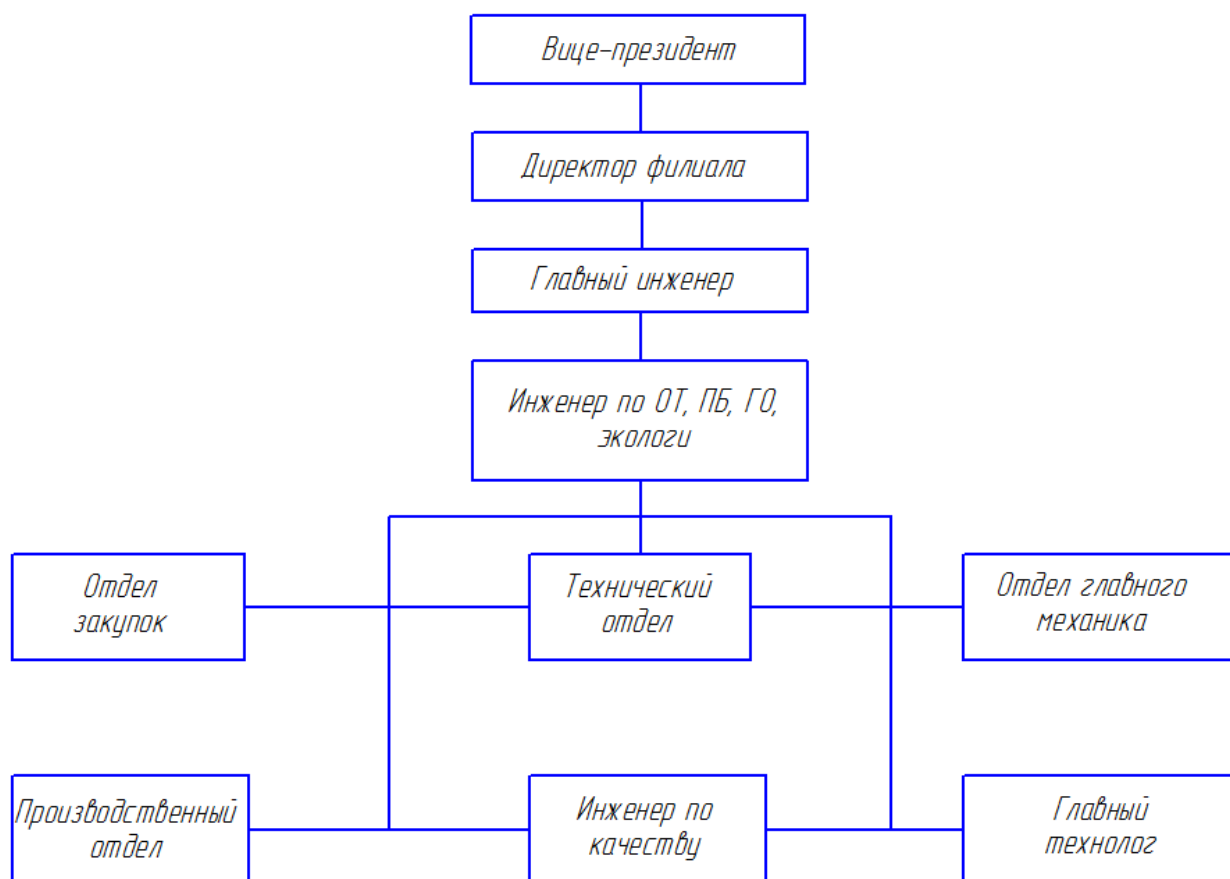 Вице-президент
Директор филиала
Главный инженер
Инженер по ОТ, ПБ, ГО,
экологи
Отдел
закупок
Технический
отдел
Отдел главного
механика
Производственный
отдел
Инженер по
качеству
Главный
технолог